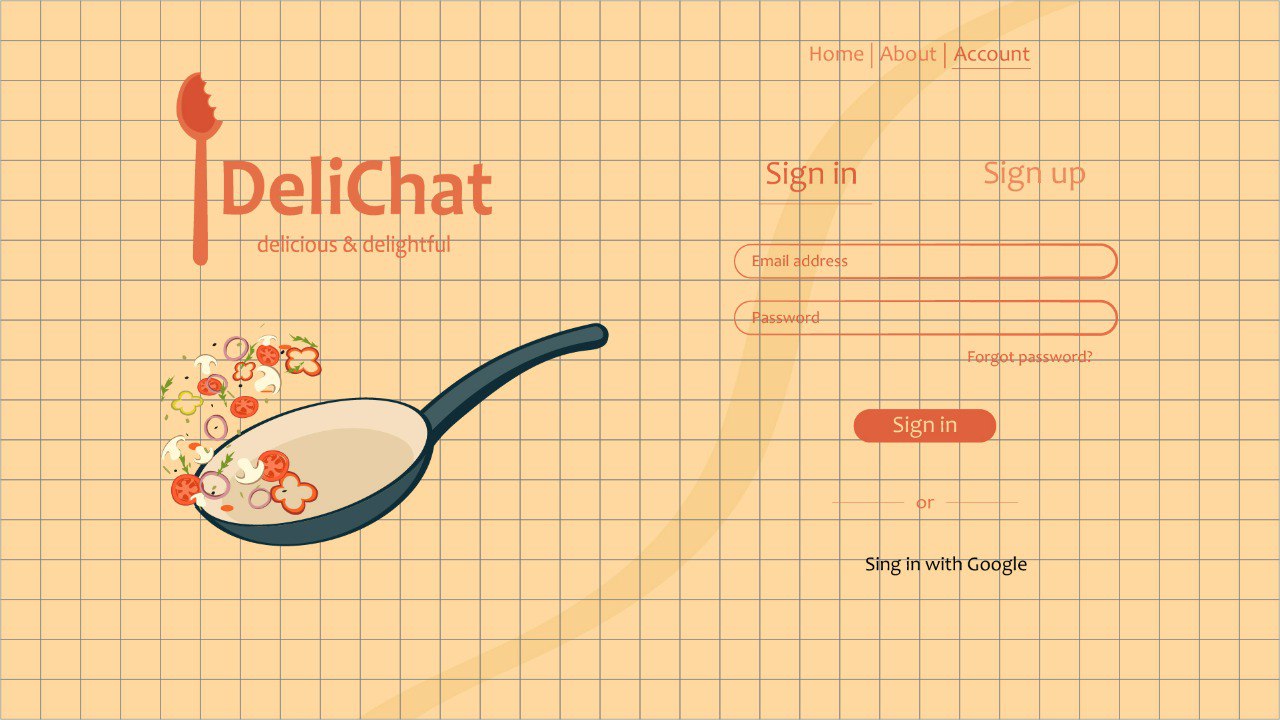 Home | About | Account
DeliChat
delicious & delightful
Sign in
Sign up
Email address
Password
Forgot password?
Sign in
or
Sing in with Google